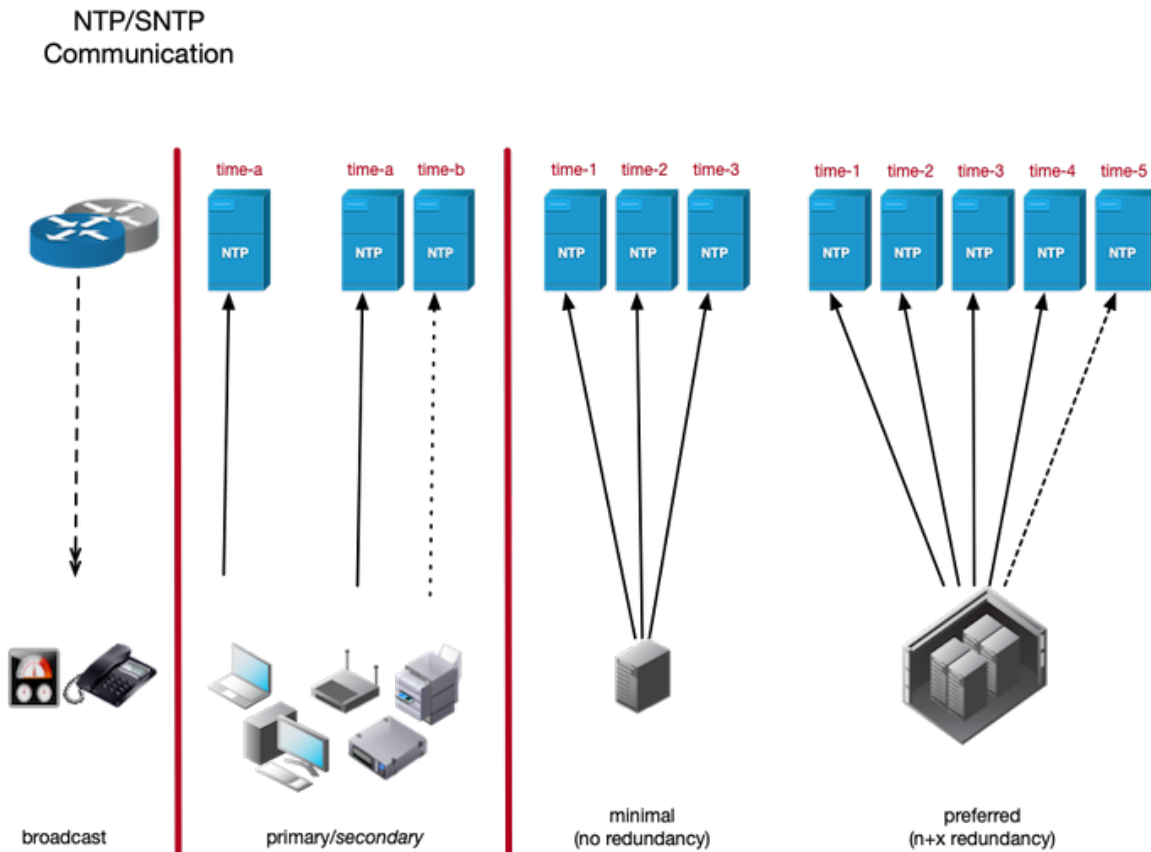 NTP/SNTP
Communication
time-a
time-a
time-b
time-1
time-2
time-3
time-1
time-2
time-3
time-4
time-5
NTP
NTP
NTP
NTP
NTP
NTP
NTP
NTP
NTP
NTP
NTP
broadcast
primary/secondary
minimal
(no redundancy)
preferred
(n+x redundancy)